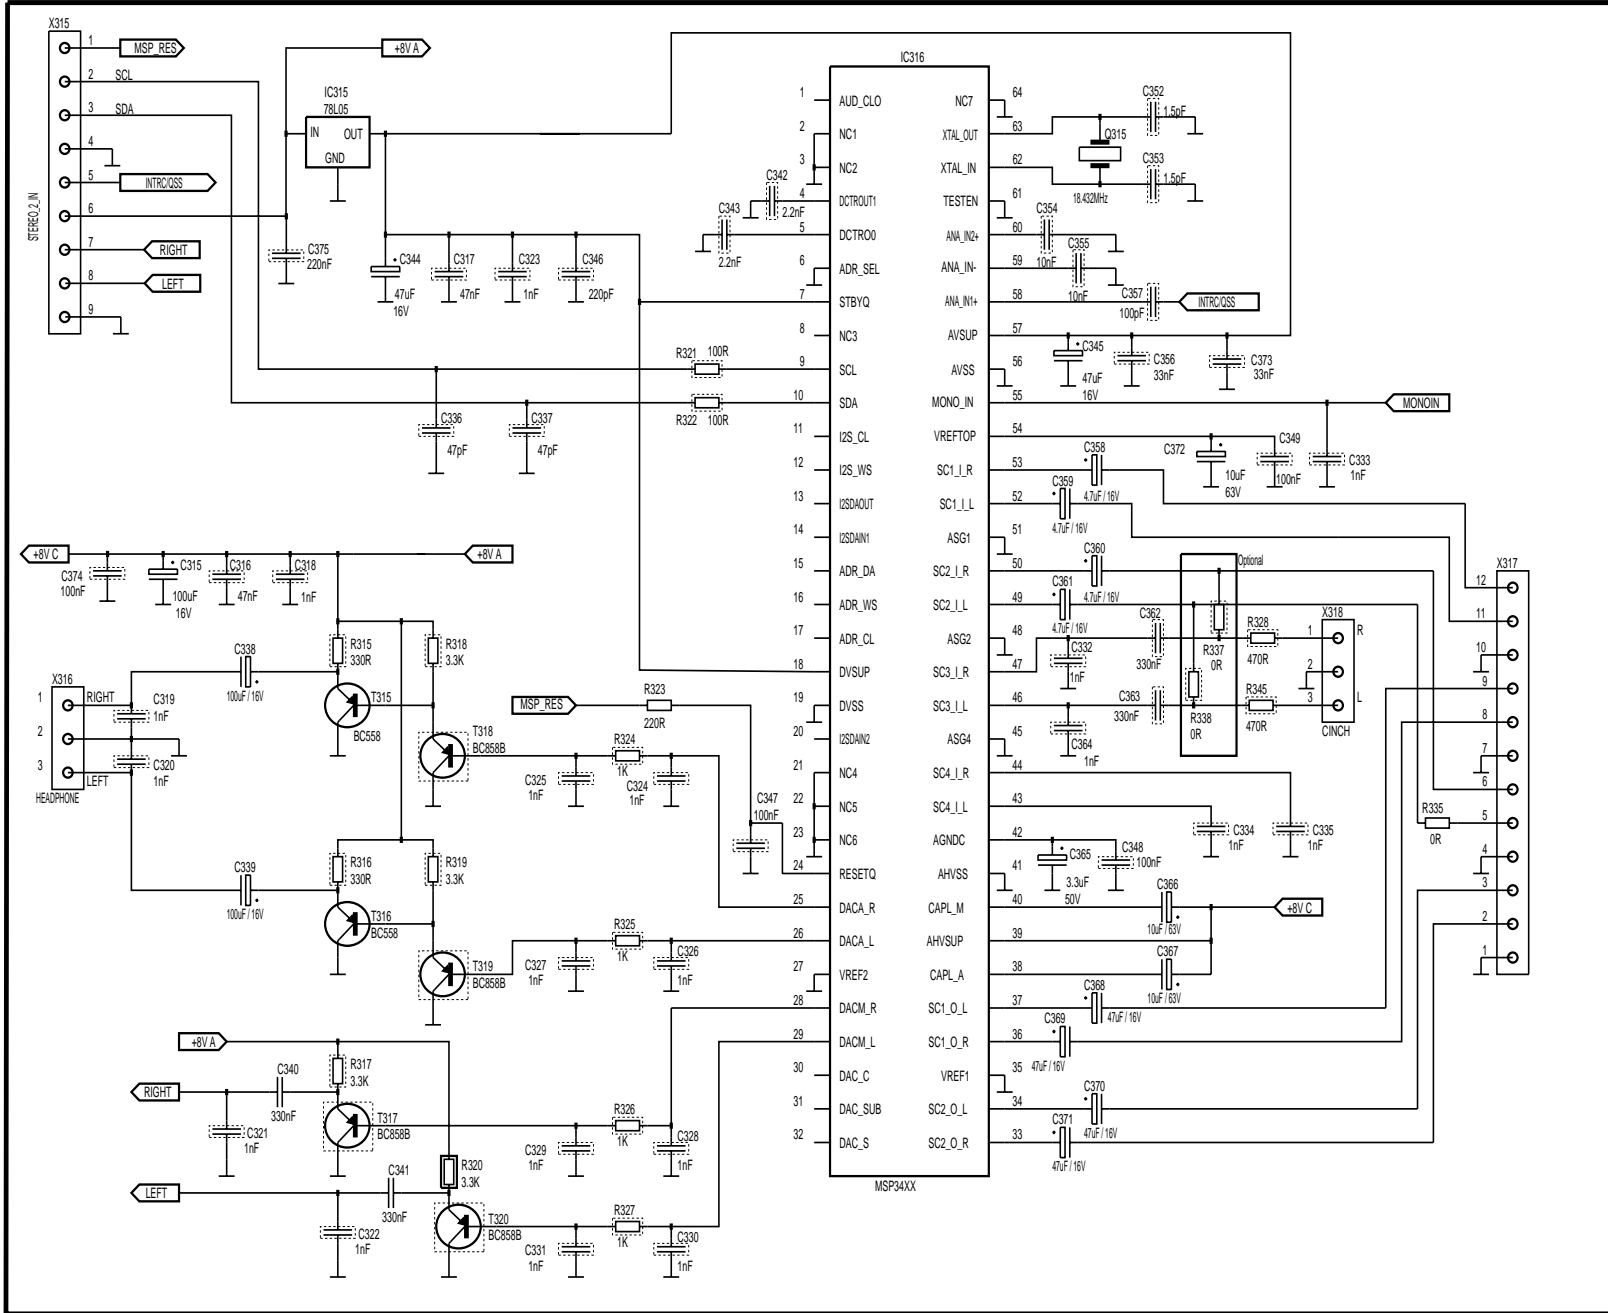 X315
1
MSP_RES
2
SCL
3
SDA
4
5
INTRC/QSS
6
7
RIGHT
8
LEFT
9
STEREO_2_IN
+8V A
IC315
78L05
IN
OUT
GND
C375
220nF
C344
47uF
16V
C317
47nF
C323
1nF
C346
220pF
R321
100R
R322
100R
C336
47pF
C337
47pF
C342
2.2nF
C343
2.2nF
IC316
1
AUD_CLO
2
NC1
3
NC2
4
DCTROUT1
5
DCTRO0
6
ADR_SEL
7
STBYQ
8
NC3
9
SCL
10
SDA
11
I2S_CL
12
I2S_WS
13
I2SDAOUT
14
I2SDAIN1
15
ADR_DA
16
ADR_WS
17
ADR_CL
18
DVSUP
19
DVSS
20
I2SDAIN2
21
NC4
22
NC5
23
NC6
24
RESETQ
25
DACA_R
26
DACA_L
27
VREF2
28
DACM_R
29
DACM_L
30
DAC_C
31
DAC_SUB
32
DAC_S
NC7
64
XTAL_OUT
63
XTAL_IN
62
TESTEN
61
ANA_IN2+
60
ANA_IN-
59
ANA_IN1+
58
AVSUP
57
AVSS
56
MONO_IN
55
VREFTOP
54
SC1_I_R
53
SC1_I_L
52
ASG1
51
SC2_I_R
50
SC2_I_L
49
ASG2
48
SC3_I_R
47
SC3_I_L
46
ASG4
45
SC4_I_R
44
SC4_I_L
43
AGNDC
42
AHVSS
41
CAPL_M
40
AHVSUP
39
CAPL_A
38
SC1_O_L
37
SC1_O_R
36
VREF1
35
SC2_O_L
34
SC2_O_R
33
MSP34XX
C352
1.5pF
Q315
18.432MHz
C353
1.5pF
C354
10nF
C355
10nF
C357
100pF
INTRC/QSS
C345
47uF
16V
C356
33nF
C373
33nF
MONOIN
C358
4.7uF / 16V
C359
4.7uF / 16V
C372
10uF
63V
C349
100nF
C333
1nF
C360
4.7uF / 16V
C361
4.7uF / 16V
Optional
C362
330nF
C332
1nF
R337
0R
R328
470R
X318
1
R
2
3
L
CINCH
C363
330nF
C364
1nF
R338
0R
R345
470R
C334
1nF
C335
1nF
C365
3.3uF
50V
C348
100nF
C366
10uF / 63V
+8V C
C367
10uF / 63V
C368
47uF / 16V
C369
47uF / 16V
C370
47uF / 16V
C371
47uF / 16V
R335
0R
X317
12
11
10
9
8
7
6
5
4
3
2
1
+8V C
+8V A
C374
100nF
C315
100uF
16V
C316
47nF
C318
1nF
R315
330R
R318
3.3K
C338
100uF / 16V
X316
1
RIGHT
2
3
LEFT
HEADPHONE
C319
1nF
C320
1nF
T315
BC558
T318
BC858B
MSP_RES
R323
220R
R324
1K
C325
1nF
C324
1nF
C347
100nF
C339
100uF / 16V
R316
330R
R319
3.3K
T316
BC558
T319
BC858B
R325
1K
C327
1nF
C326
1nF
+8V A
R317
3.3K
RIGHT
C340
330nF
C321
1nF
T317
BC858B
R326
1K
C329
1nF
C328
1nF
R320
3.3K
LEFT
C341
330nF
C322
1nF
T320
BC858B
R327
1K
C331
1nF
C330
1nF